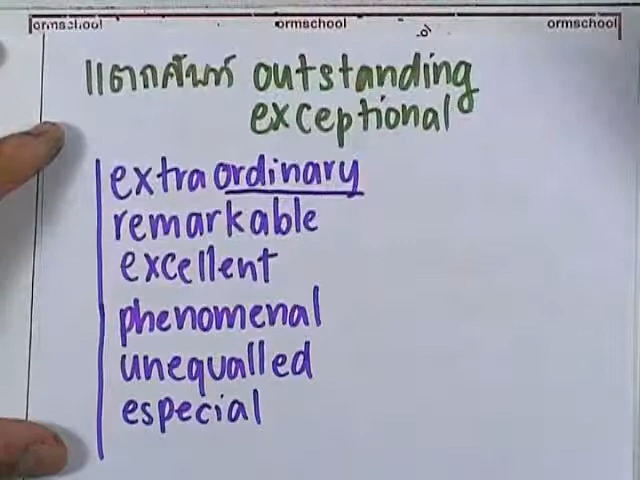 ormschool ormschool ormschool
แตกศัพท์ outstanding
exceptional
extraordinary
remarkable
excellent
phenomenal
unequalled
especial